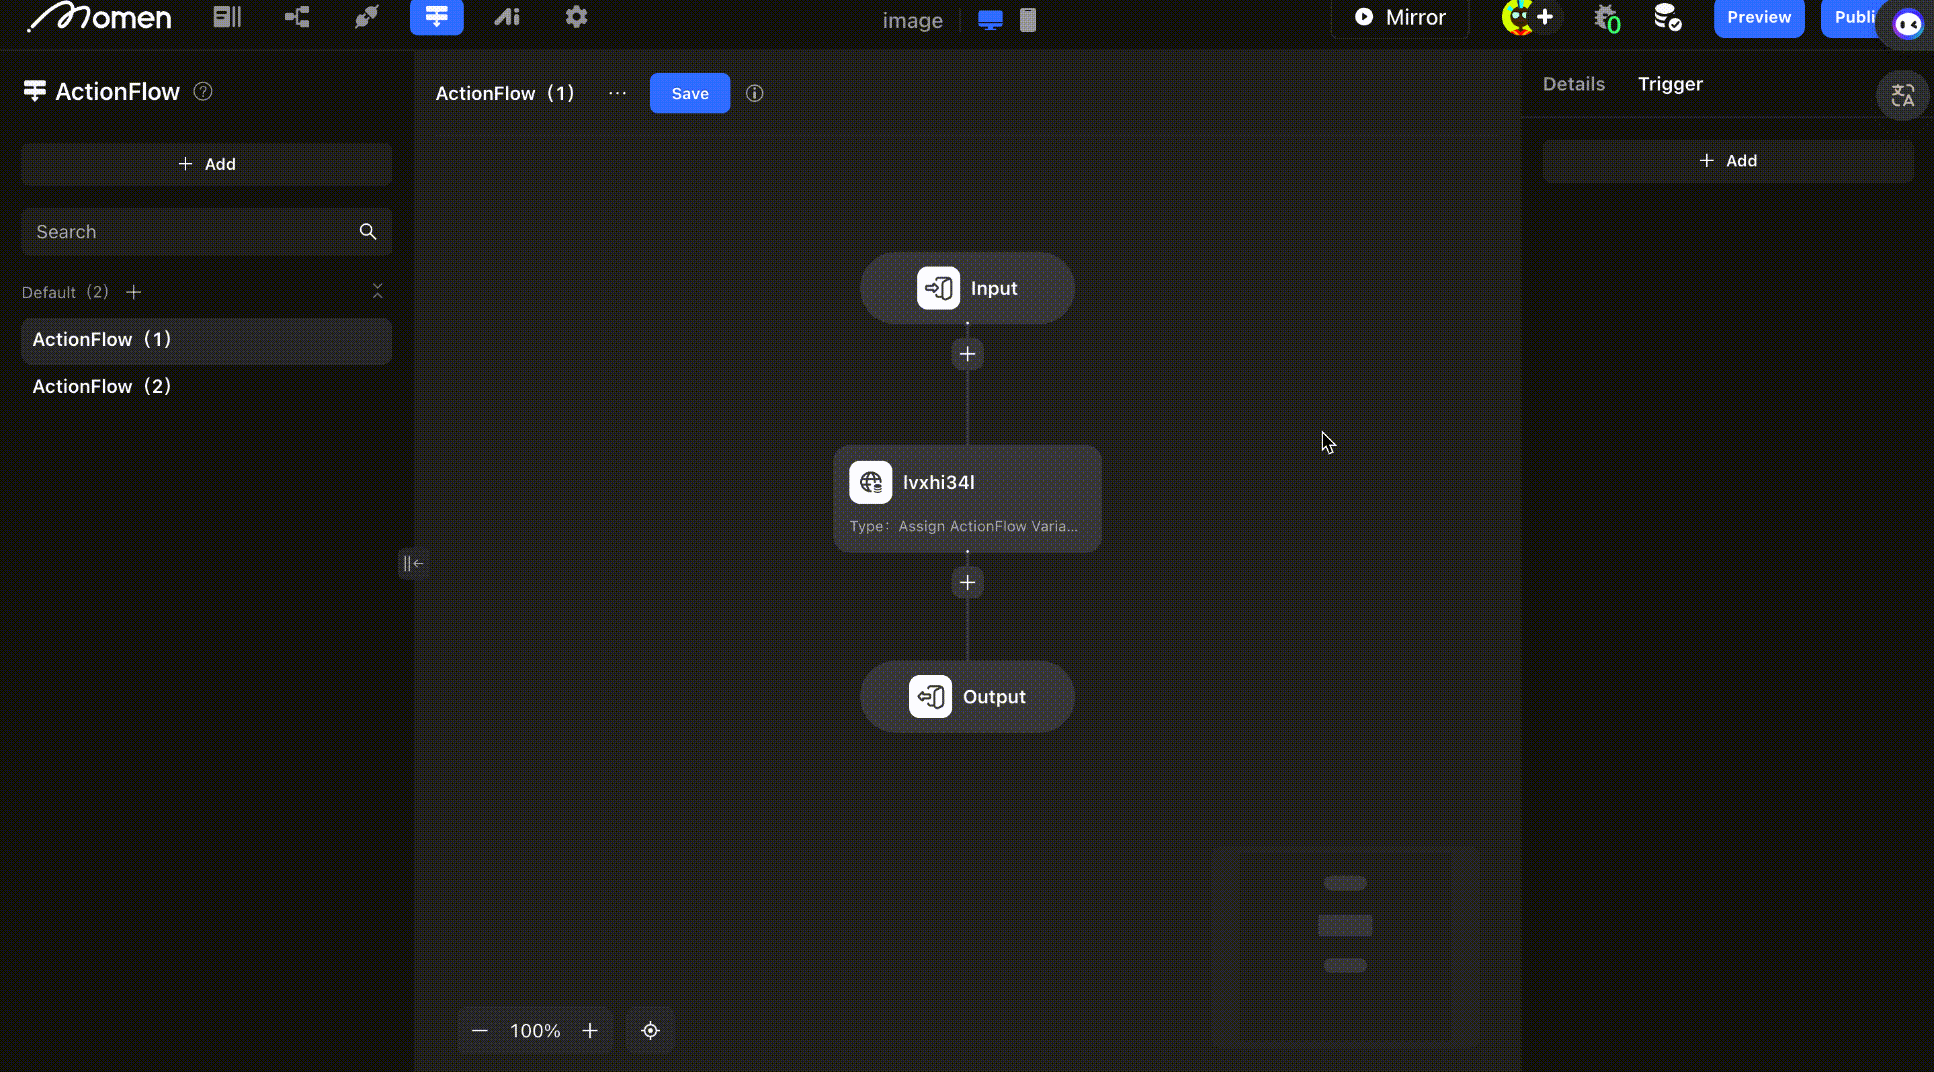 Momen
image
Mirror
0
Preview
Publi
ActionFlow
ActionFlow (1)
Save
Details
Trigger
Add
Add
Search
Default (2)
ActionFlow (1)
ActionFlow (2)
Input
lvxhi34l
Type: Assign ActionFlow Varia...
Output
100%